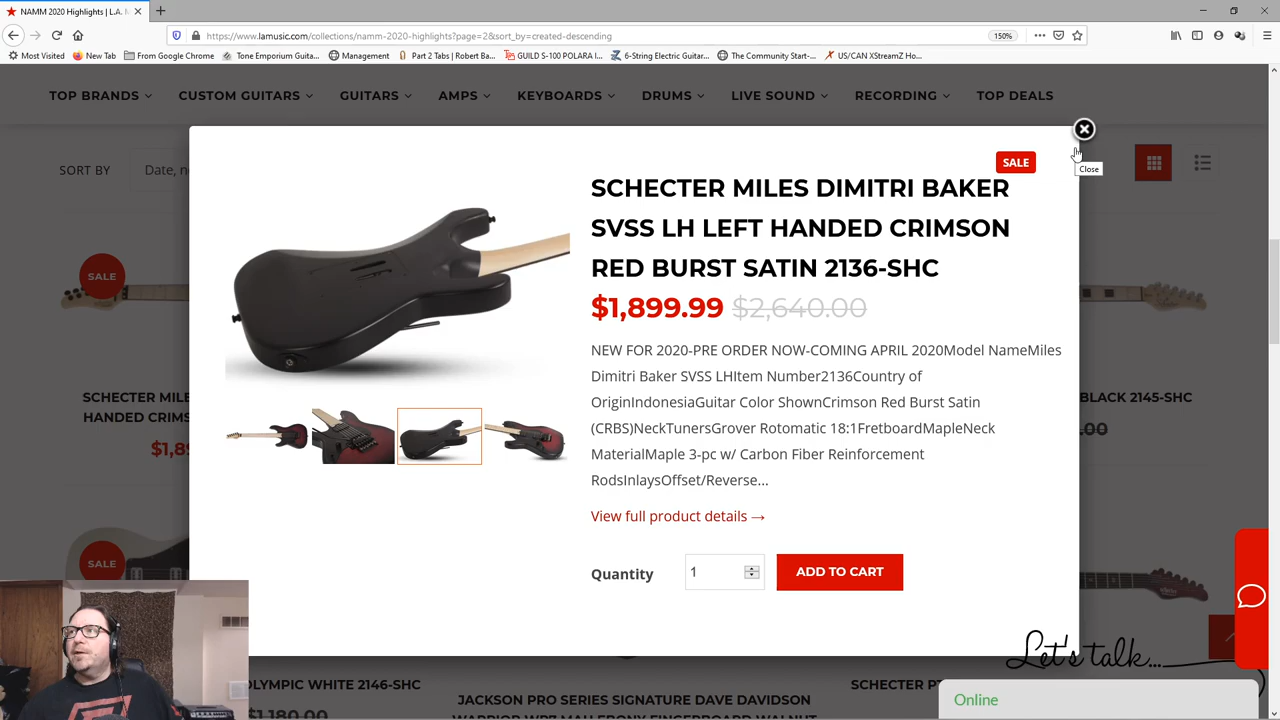 NAMM 2020 Highlights | L.A. M
https://www.lamusic.com/collections/namm-2020-highlights?page=2&sort_by=created-descending
150%
Most Visited
New Tab
From Google Chrome
Tone Emporium Guita...
Management
Part 2 Tabs | Robert Ba...
GUILD S-100 POLARA I...
6-String Electric Guitar...
The Community Start-...
US/CAN XStreamZ Ho...
TOP BRANDS
CUSTOM GUITARS
GUITARS
AMPS
KEYBOARDS
DRUMS
LIVE SOUND
RECORDING
TOP DEALS
SORT BY
Date, n
SALE
Close
SCHECTER MILES DIMITRI BAKER
SVSS LH LEFT HANDED CRIMSON
RED BURST SATIN 2136-SHC
$1,899.99 $2,640.00
NEW FOR 2020-PRE ORDER NOW-COMING APRIL 2020Model NameMiles
Dimitri Baker SVSS LHItem Number2136Country of
OriginIndonesiaGuitar Color ShownCrimson Red Burst Satin
(CRBS)NeckTunersGrover Rotomatic 18:1FretboardMapleNeck
MaterialMaple 3-pc w/ Carbon Fiber Reinforcement
RodsInlaysOffset/Reverse...
View full product details →
Quantity
1
ADD TO CART
SALE
SCHECTER MILE
HANDED CRIMS
$1,89
BLACK 2145-SHC
00
SALE
OLYMPIC WHITE 2146-SHC
$1,180.00
JACKSON PRO SERIES SIGNATURE DAVE DAVIDSON
WARRIOR WR7 MAH EBONY FINGERBOARD WALNUT
SCHECTER PT
Let's talk...
Online